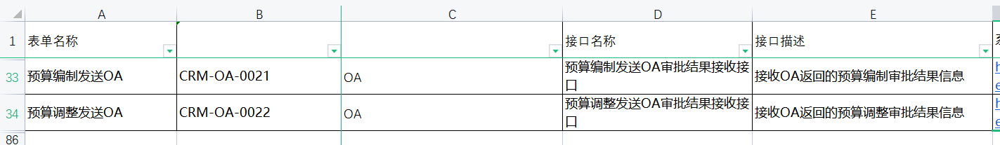 A B C D E
1 表单名称 接口名称 接口描述
33 预算编制发送OA CRM-OA-0021 OA 预算编制发送OA审批结果接收接口 接收OA返回的预算编制审批结果信息
34 预算调整发送OA CRM-OA-0022 OA 预算调整发送OA审批结果接收接口 接收OA返回的预算调整审批结果信息
86